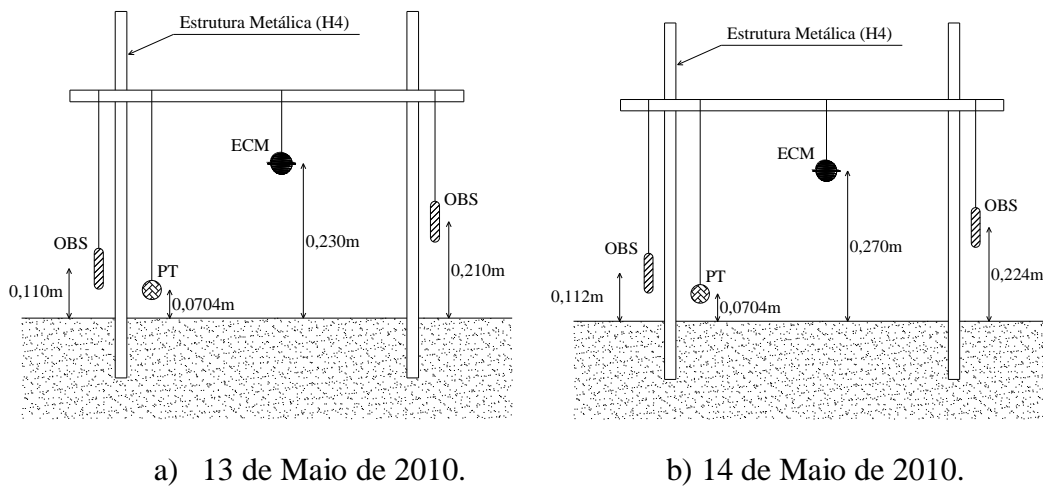 Estrutura Metálica (H4)
ECM
OBS
OBS
PT
0,230m
0,210m
0,110m
0,0704m
a) 13 de Maio de 2010.
Estrutura Metálica (H4)
ECM
OBS
OBS
PT
0,270m
0,224m
0,112m
0,0704m
b) 14 de Maio de 2010.